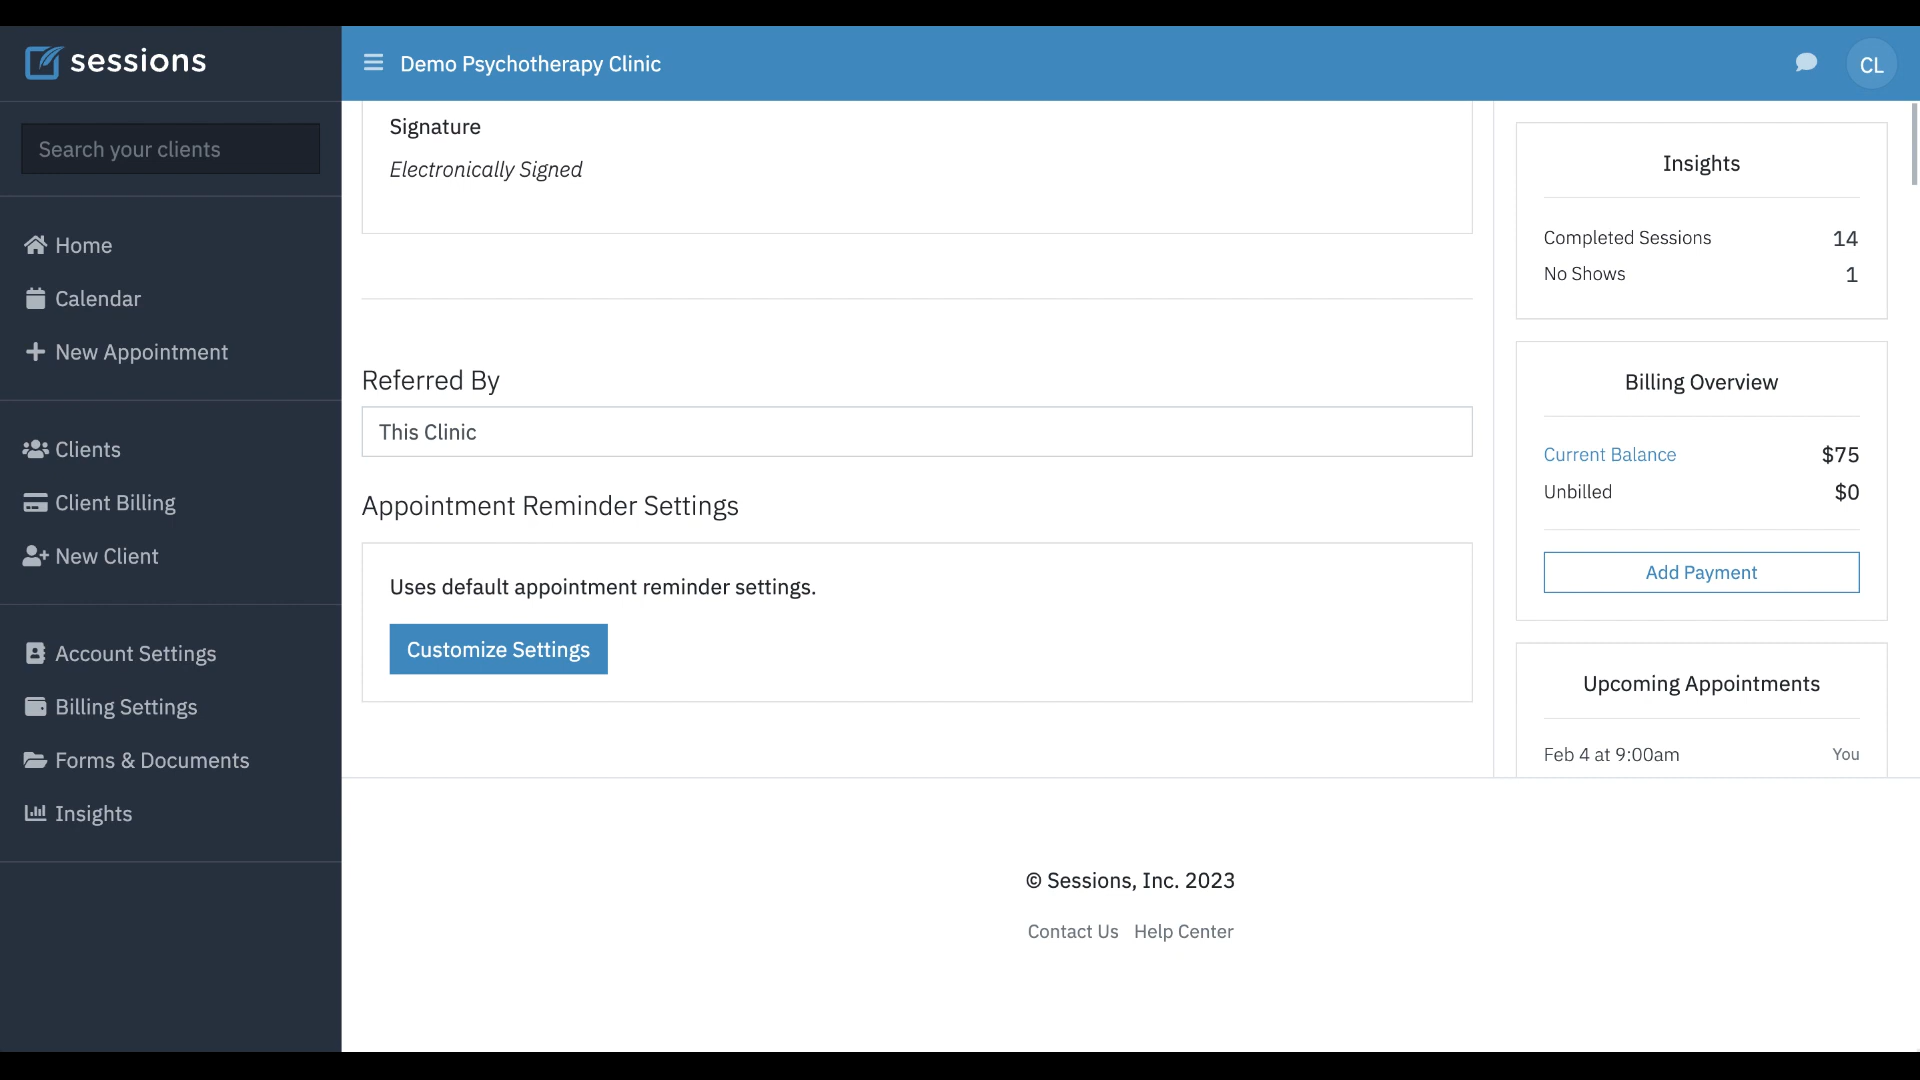 sessions
Demo Psychotherapy Clinic
CL
Search your clients
Home
Calendar
New Appointment
Clients
Client Billing
New Client
Account Settings
Billing Settings
Forms & Documents
Insights
Signature
Electronically Signed
Referred By
This Clinic
Appointment Reminder Settings
Uses default appointment reminder settings.
Customize Settings
Insights
Completed Sessions 14
No Shows 1
Billing Overview
Current Balance $75
Unbilled $0
Add Payment
Upcoming Appointments
Feb 4 at 9:00am You
© Sessions, Inc. 2023
Contact Us Help Center